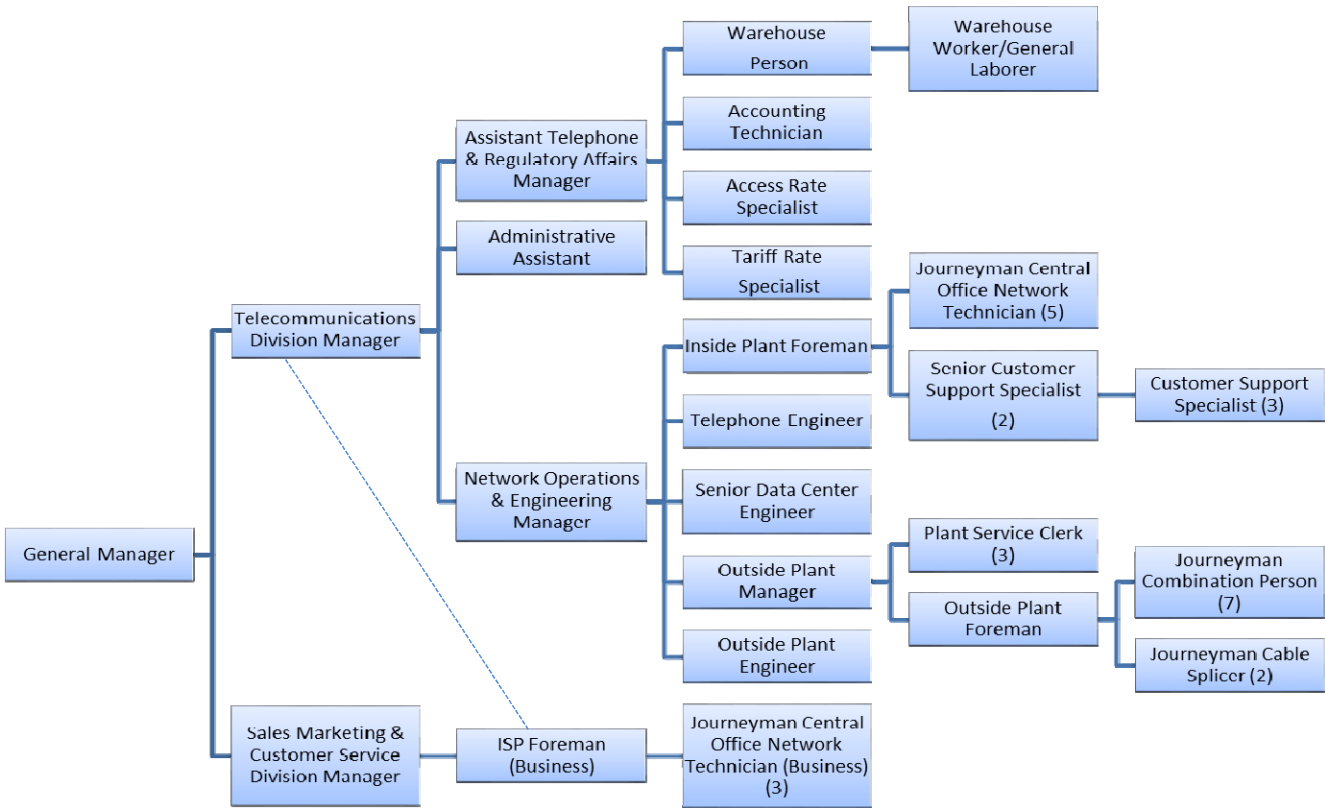 General Manager
Telecommunications
Division Manager
Assistant Telephone
& Regulatory Affairs
Manager
Warehouse
Person
Warehouse
Worker/General
Laborer
Accounting
Technician
Access Rate
Specialist
Tariff Rate
Specialist
Administrative
Assistant
Network Operations
& Engineering
Manager
Inside Plant Foreman
Journeyman Central
Office Network
Technician (5)
Senior Customer
Support Specialist
(2)
Customer Support
Specialist (3)
Telephone Engineer
Senior Data Center
Engineer
Outside Plant
Manager
Plant Service Clerk
(3)
Outside Plant
Foreman
Journeyman
Combination Person
(7)
Journeyman Cable
Splicer (2)
Outside Plant
Engineer
Sales Marketing &
Customer Service
Division Manager
ISP Foreman
(Business)
Journeyman Central
Office Network
Technician (Business)
(3)